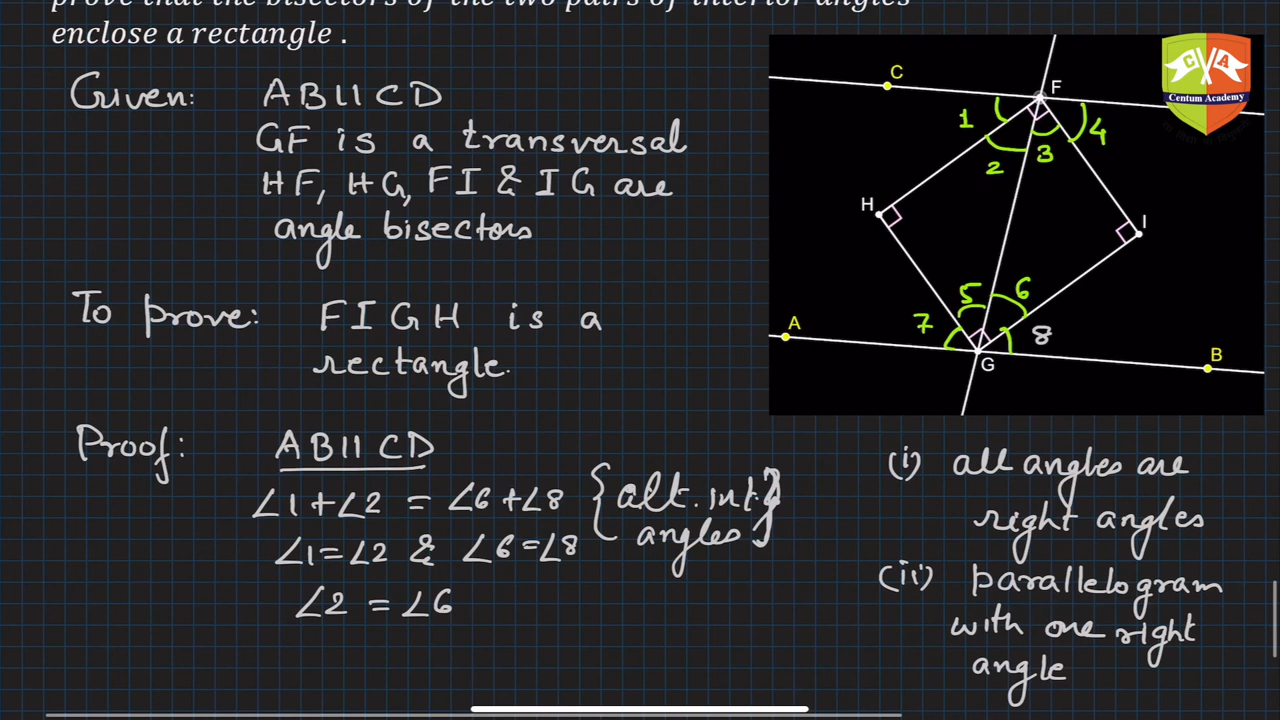 prove that the bisectors of the two pairs of interior angles
enclose a rectangle .
Given: AB || CD
GF is a transversal
HF, HG, FI & IG are
angle bisectors
To prove: FIGH is a
rectangle.
Proof: AB || CD
∠1+∠2 = ∠6+∠8 {alt. int. angles}
∠1=∠2 & ∠6=∠8
∠2 = ∠6
C
F
1
2
3
4
H
I
5
6
7
8
A
G
B
CA
Centum Academy
(i) all angles are
right angles
(ii) parallelogram
with one right
angle